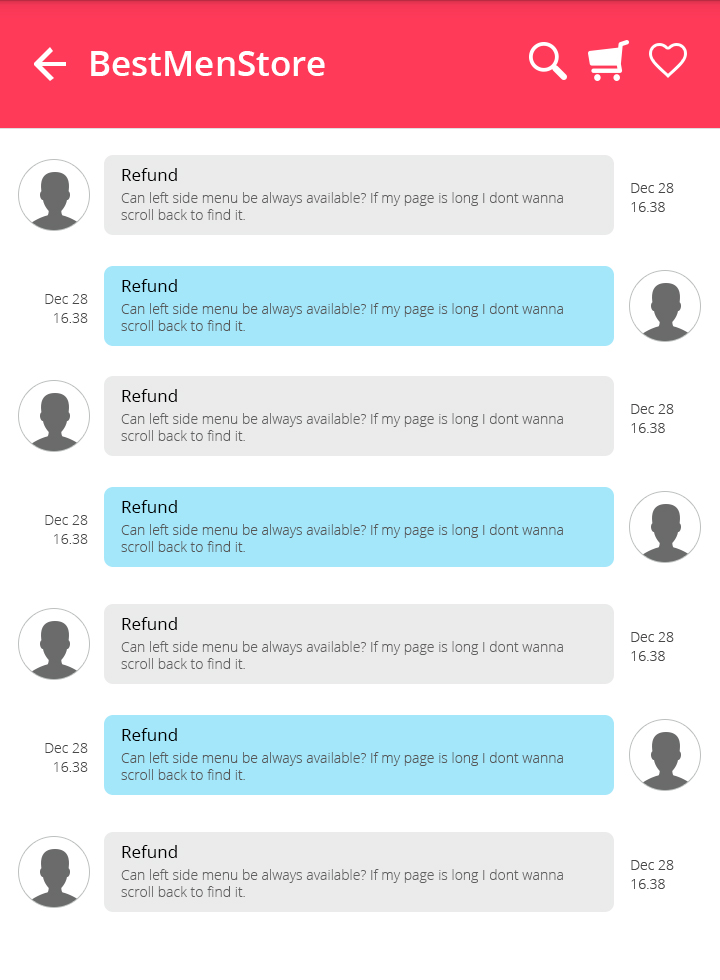 BestMenStore
Refund
Can left side menu be always available? If my page is long I dont wanna
scroll back to find it.
Dec 28
16.38
Dec 28
16.38
Refund
Can left side menu be always available? If my page is long I dont wanna
scroll back to find it.
Refund
Can left side menu be always available? If my page is long I dont wanna
scroll back to find it.
Dec 28
16.38
Dec 28
16.38
Refund
Can left side menu be always available? If my page is long I dont wanna
scroll back to find it.
Refund
Can left side menu be always available? If my page is long I dont wanna
scroll back to find it.
Dec 28
16.38
Dec 28
16.38
Refund
Can left side menu be always available? If my page is long I dont wanna
scroll back to find it.
Refund
Can left side menu be always available? If my page is long I dont wanna
scroll back to find it.
Dec 28
16.38